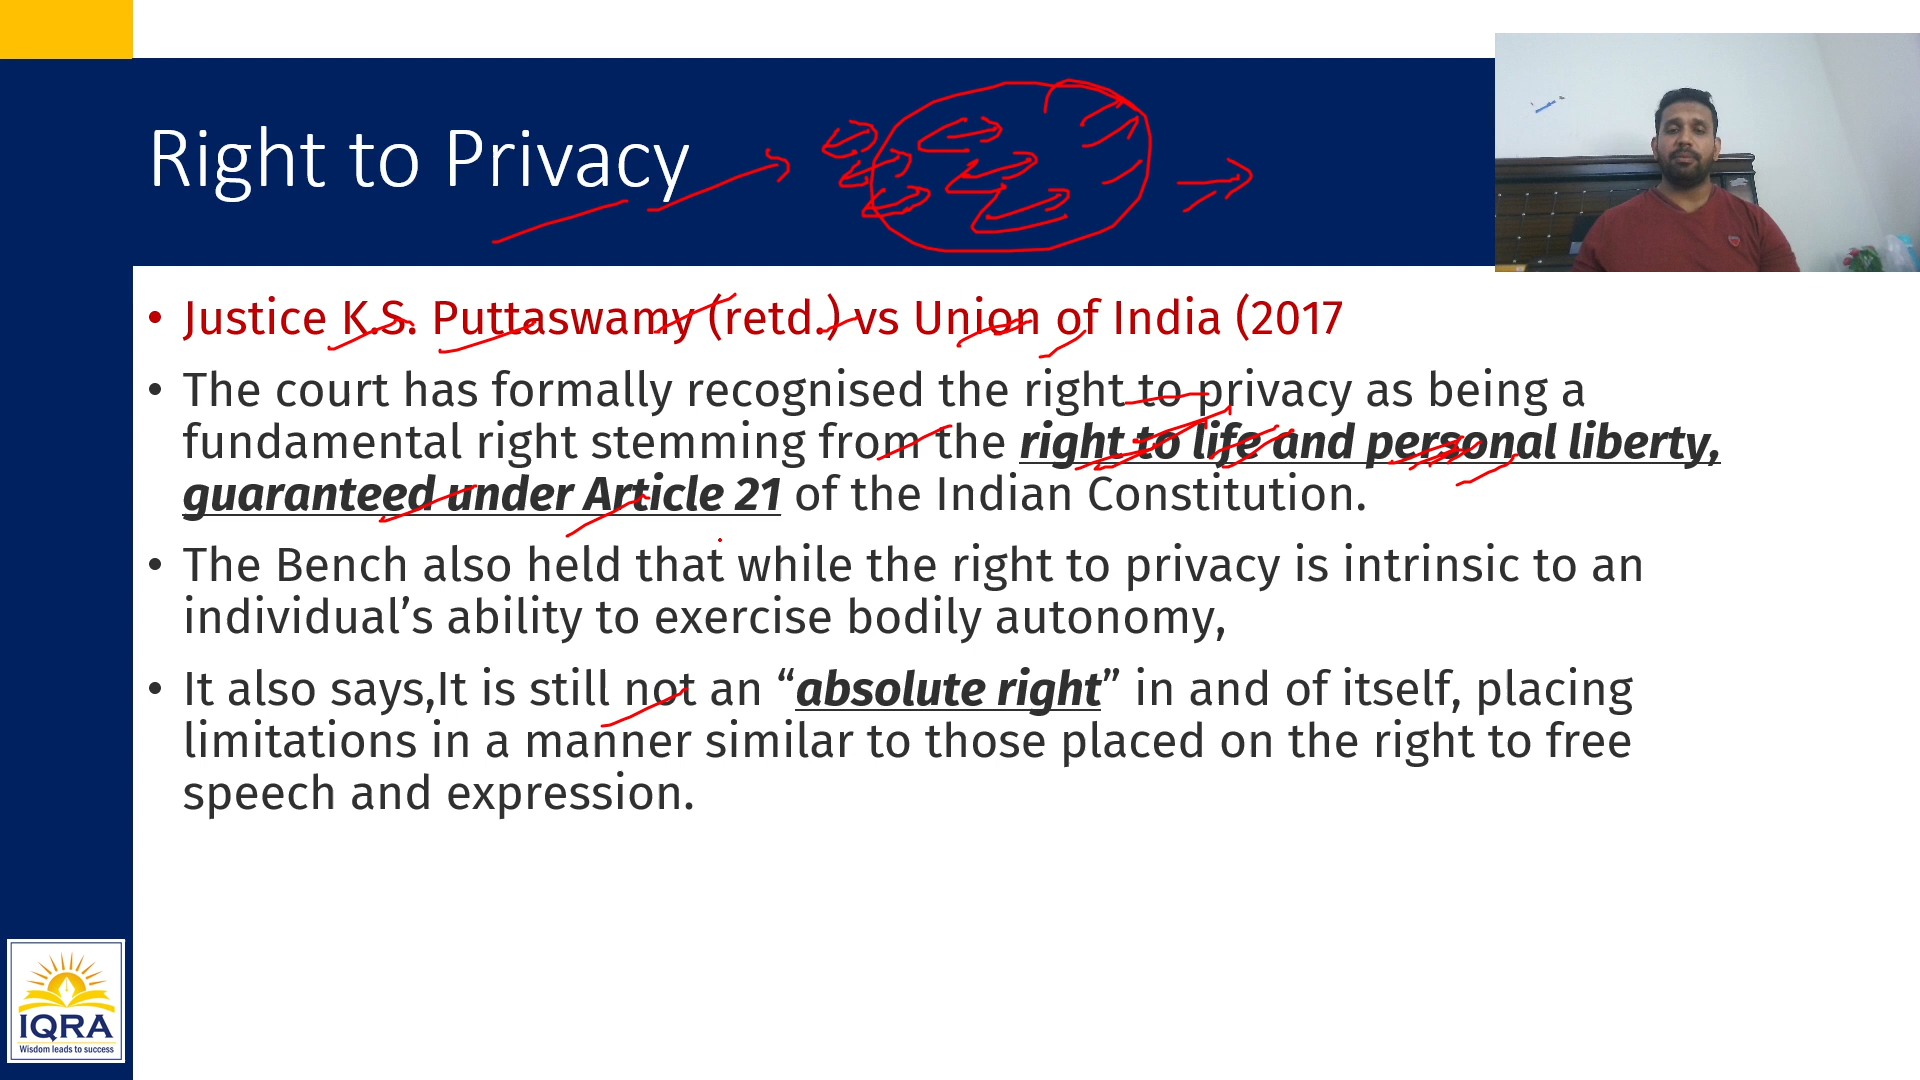 Right to Privacy
• Justice K.S. Puttaswamy (retd.) vs Union of India (2017
• The court has formally recognised the right to privacy as being a
fundamental right stemming from the right to life and personal liberty,
guaranteed under Article 21 of the Indian Constitution.
• The Bench also held that while the right to privacy is intrinsic to an
individual’s ability to exercise bodily autonomy,
• It also says,It is still not an “absolute right” in and of itself, placing
limitations in a manner similar to those placed on the right to free
speech and expression.
IQRA
Wisdom leads to success